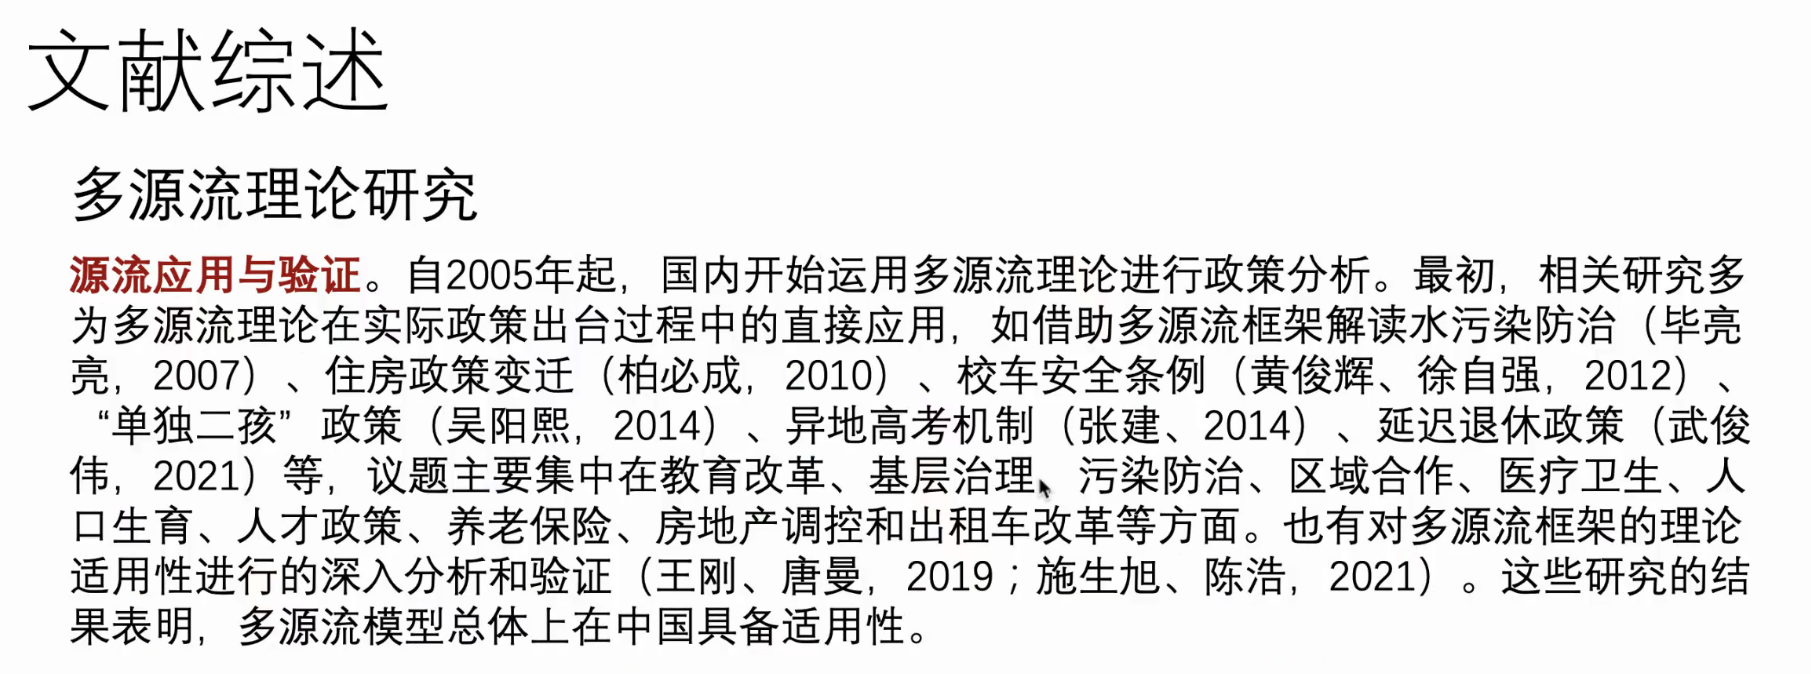 文献综述
多源流理论研究
源流应用与验证。自2005年起，国内开始运用多源流理论进行政策分析。最初，相关研究多
为多源流理论在实际政策出台过程中的直接应用，如借助多源流框架解读水污染防治（毕亮
亮，2007）、住房政策变迁（柏必成，2010）、校车安全条例（黄俊辉、徐自强，2012）、
“单独二孩”政策（吴阳熙，2014）、异地高考机制（张建、2014）、延迟退休政策（武俊
伟，2021）等，议题主要集中在教育改革、基层治理、污染防治、区域合作、医疗卫生、人
口生育、人才政策、养老保险、房地产调控和出租车改革等方面。也有对多源流框架的理论
适用性进行的深入分析和验证（王刚、唐曼，2019；施生旭、陈浩，2021）。这些研究的结
果表明，多源流模型总体上在中国具备适用性。